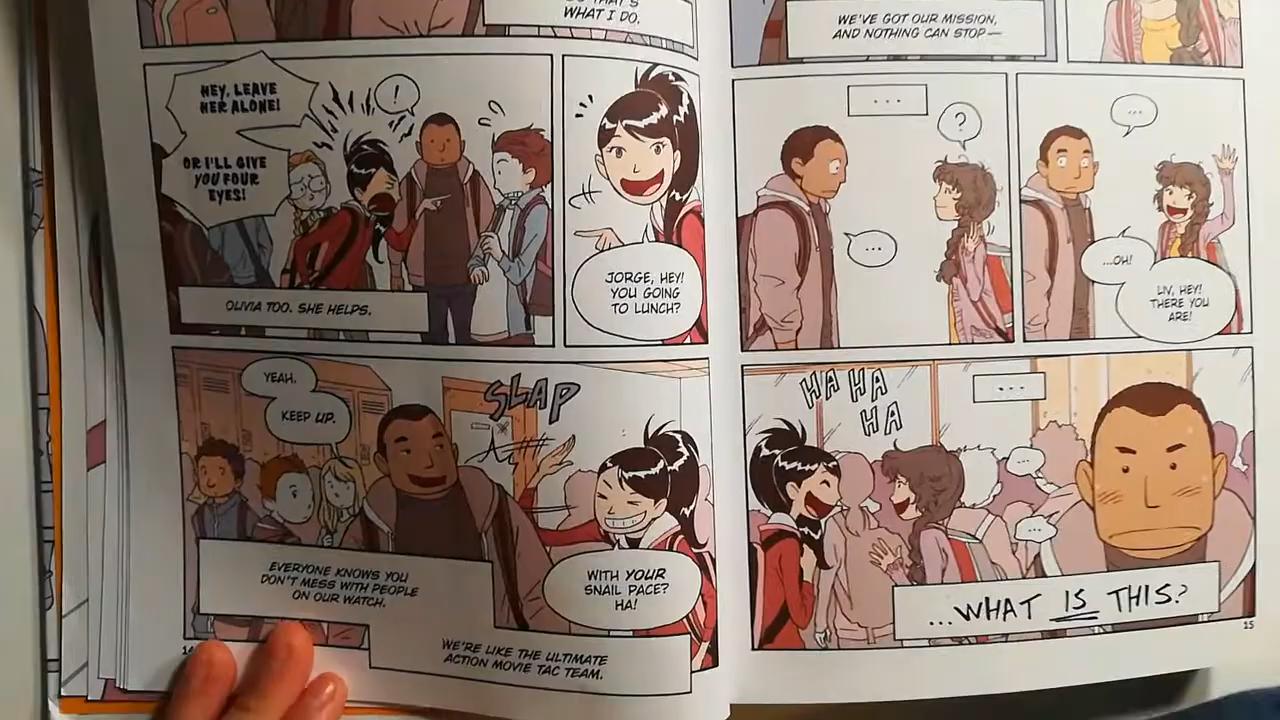 WHAT I DO.
HEY, LEAVE
HER ALONE!
OR I'LL GIVE
YOU FOUR
EYES!
!
OLIVIA TOO. SHE HELPS.
JORGE, HEY!
YOU GOING
TO LUNCH?
YEAH.
KEEP UP.
SLAP
EVERYONE KNOWS YOU
DON'T MESS WITH PEOPLE
ON OUR WATCH.
WITH YOUR
SNAIL PACE?
HA!
WE'RE LIKE THE ULTIMATE
ACTION MOVIE TAC TEAM.
14
WE'VE GOT OUR MISSION,
AND NOTHING CAN STOP—
...
?
...
...
...OH!
LIV, HEY!
THERE YOU
ARE!
HA HA
HA
...
...
...
...WHAT IS THIS?
15